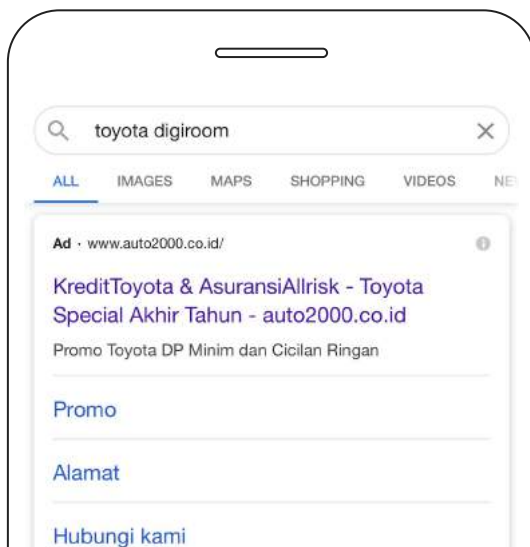 toyota digiroom
ALL IMAGES MAPS SHOPPING VIDEOS
Ad · www.auto2000.co.id/
KreditToyota & AsuransiAllrisk - Toyota
Special Akhir Tahun - auto2000.co.id
Promo Toyota DP Minim dan Cicilan Ringan
Promo
Alamat
Hubungi kami